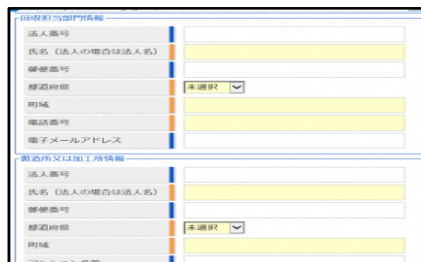 回収担当部門情報
法人番号
氏名（法人の場合は法人名）
郵便番号
都道府県
未選択
町域
電話番号
電子メールアドレス
製造所又は加工所情報
法人番号
氏名（法人の場合は法人名）
郵便番号
都道府県
未選択
町域